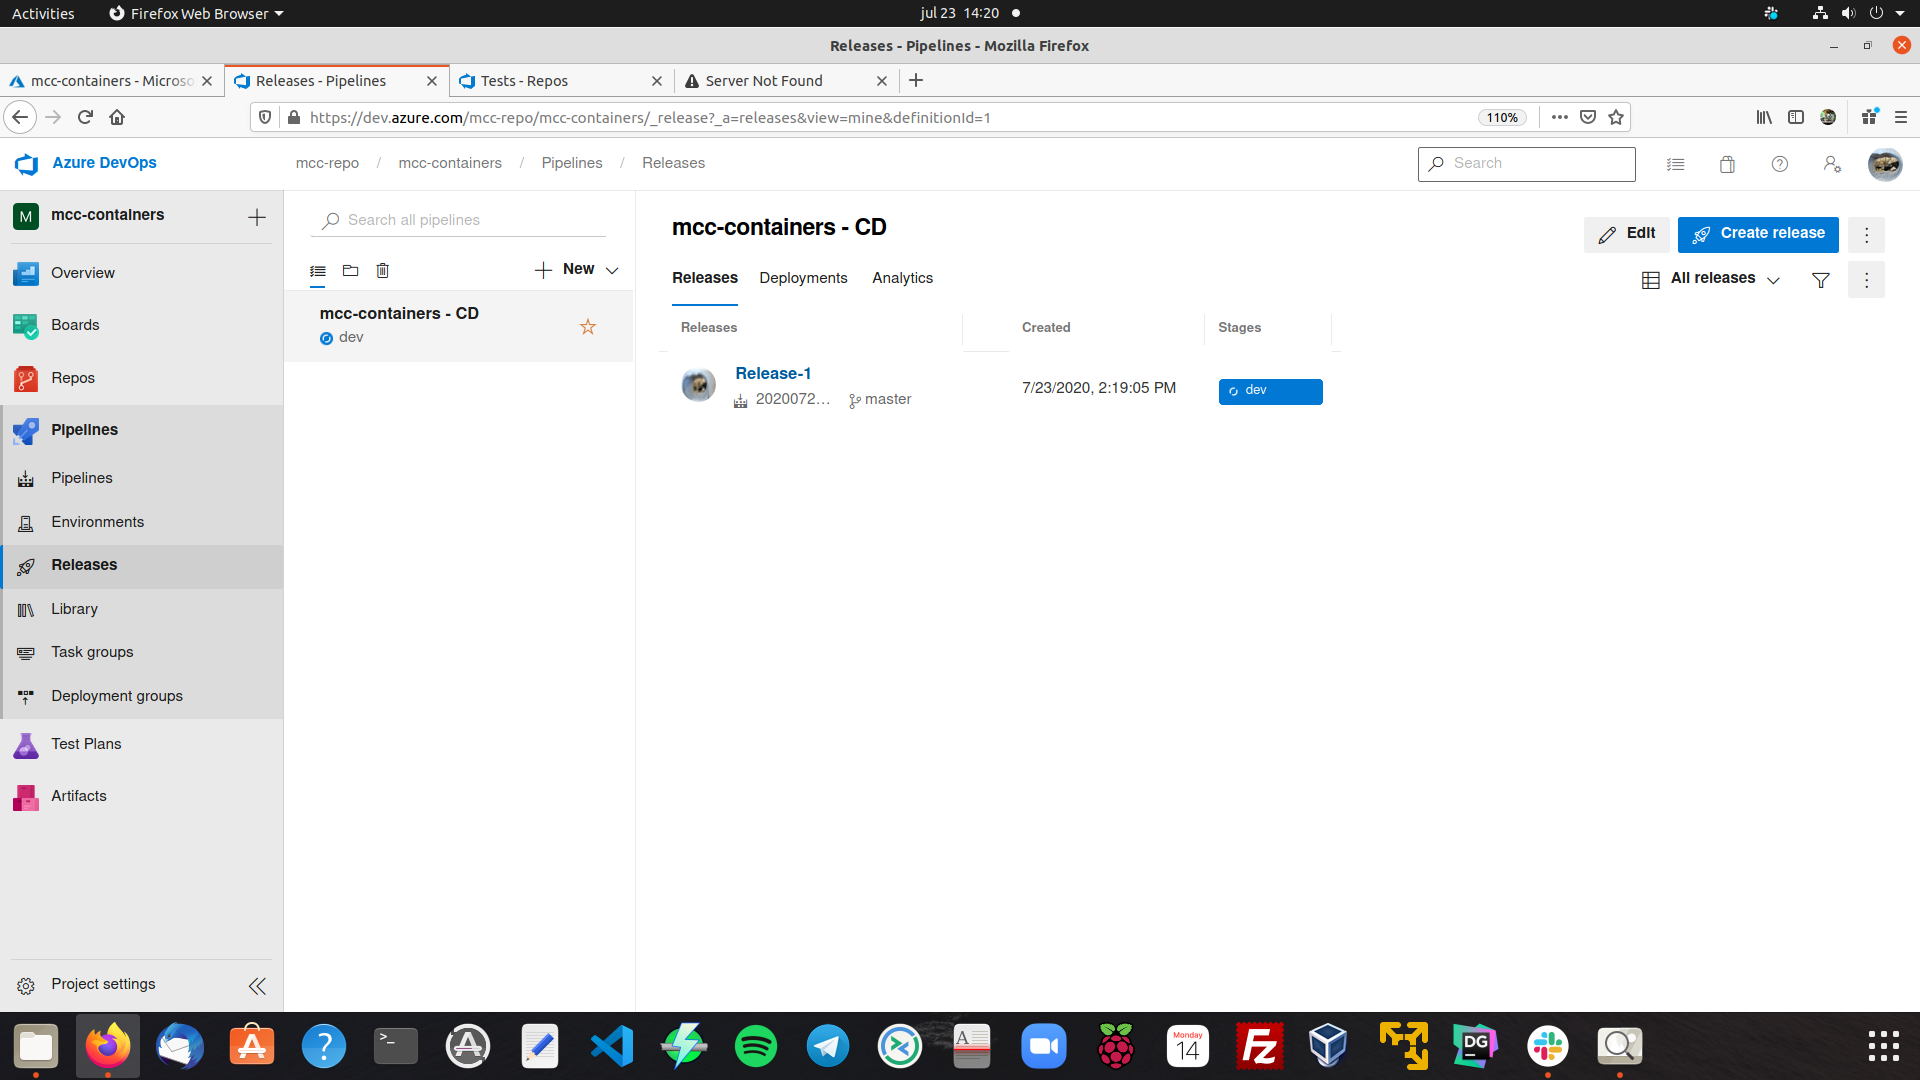 Activities
Firefox Web Browser
jul 23 14:20
Releases - Pipelines - Mozilla Firefox
mcc-containers - Microso
Releases - Pipelines
Tests - Repos
Server Not Found
https://dev.azure.com/mcc-repo/mcc-containers/_release?_a=releases&view=mine&definitionId=1
110%
Azure DevOps
mcc-repo / mcc-containers / Pipelines / Releases
Search
M mcc-containers
Overview
Boards
Repos
Pipelines
Pipelines
Environments
Releases
Library
Task groups
Deployment groups
Test Plans
Artifacts
Project settings
Search all pipelines
New
mcc-containers - CD
dev
mcc-containers - CD
Edit
Create release
Releases Deployments Analytics
All releases
Releases Created Stages
Release-1
2020072... master
7/23/2020, 2:19:05 PM
dev
Monday
14
Fz
DG